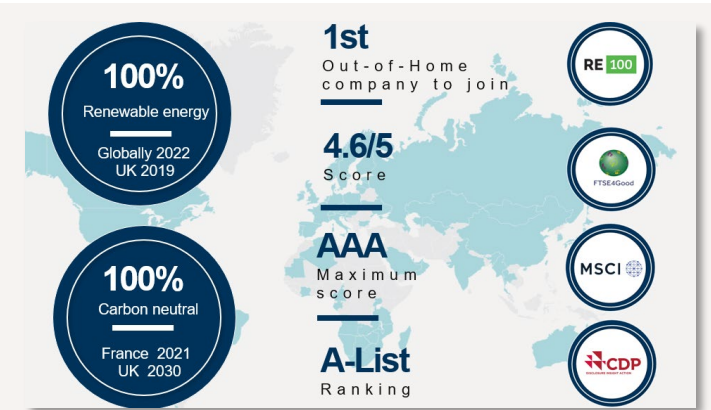 100%
Renewable energy
Globally 2022
UK 2019
100%
Carbon neutral
France 2021
UK 2030
1st
Out-of-Home
company to join
4.6/5
Score
AAA
Maximum
score
A-List
Ranking
RE 100
FTSE4Good
MSCI
CDP